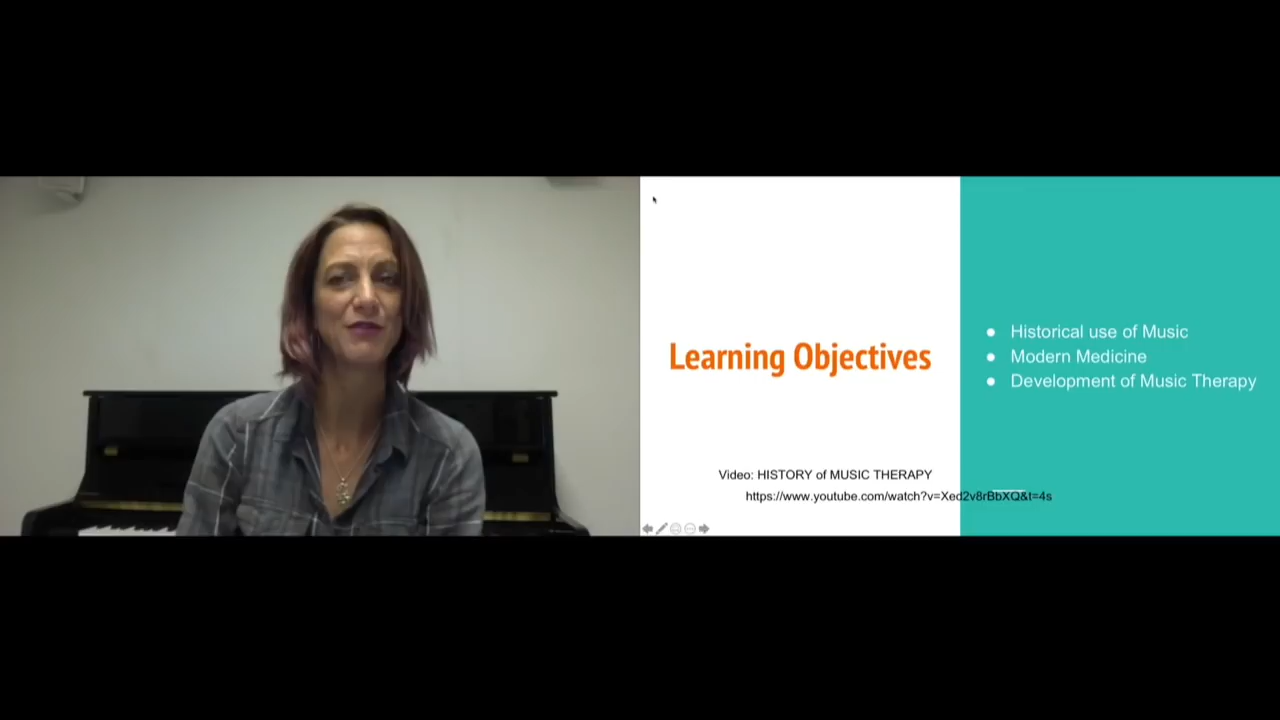 Learning Objectives
Video: HISTORY of MUSIC THERAPY
https://www.youtube.com/watch?v=Xed2v8rBbXQ&t=4s
● Historical use of Music
● Modern Medicine
● Development of Music Therapy